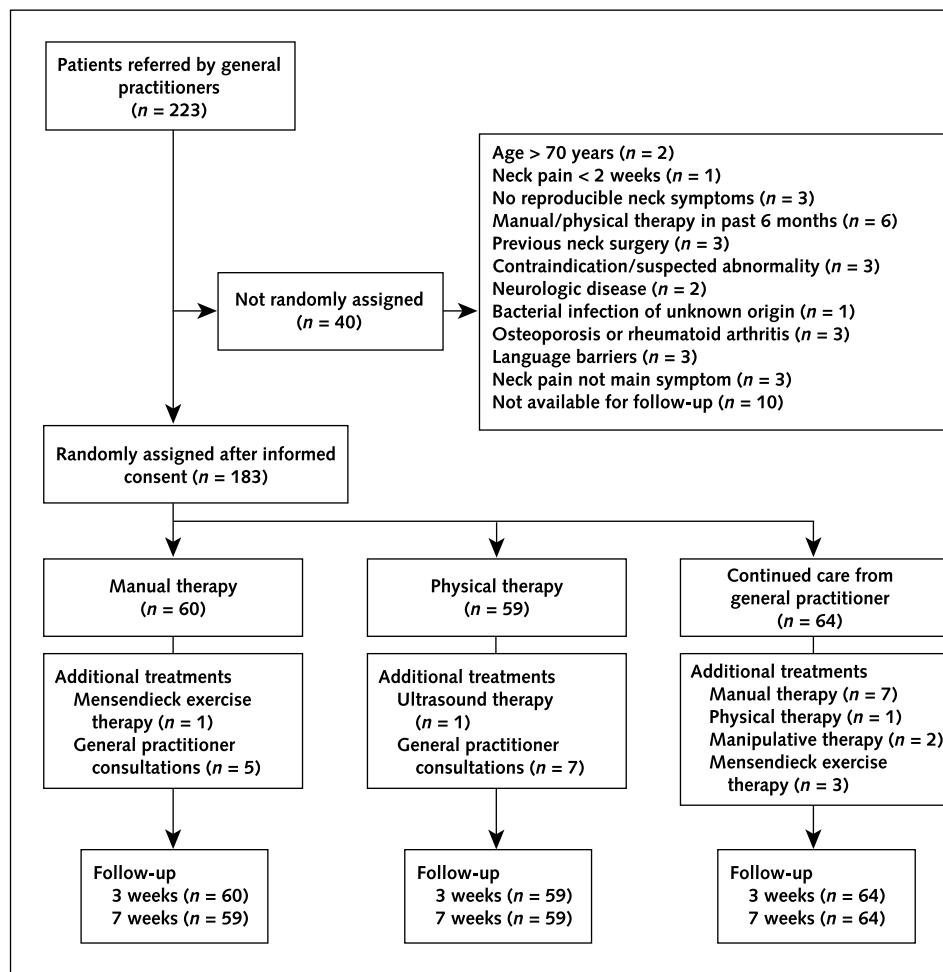 Patients referred by general
practitioners
(n = 223)
Age > 70 years (n = 2)
Neck pain < 2 weeks (n = 1)
No reproducible neck symptoms (n = 3)
Manual/physical therapy in past 6 months (n = 6)
Previous neck surgery (n = 3)
Contraindication/suspected abnormality (n = 3)
Neurologic disease (n = 2)
Bacterial infection of unknown origin (n = 1)
Osteoporosis or rheumatoid arthritis (n = 3)
Language barriers (n = 3)
Neck pain not main symptom (n = 3)
Not available for follow-up (n = 10)
Not randomly assigned
(n = 40)
Randomly assigned after informed
consent (n = 183)
Manual therapy
(n = 60)
Physical therapy
(n = 59)
Continued care from
general practitioner
(n = 64)
Additional treatments
Mensendieck exercise
therapy (n = 1)
General practitioner
consultations (n = 5)
Additional treatments
Ultrasound therapy
(n = 1)
General practitioner
consultations (n = 7)
Additional treatments
Manual therapy (n = 7)
Physical therapy (n = 1)
Manipulative therapy (n = 2)
Mensendieck exercise
therapy (n = 3)
Follow-up
3 weeks (n = 60)
7 weeks (n = 59)
Follow-up
3 weeks (n = 59)
7 weeks (n = 59)
Follow-up
3 weeks (n = 64)
7 weeks (n = 64)